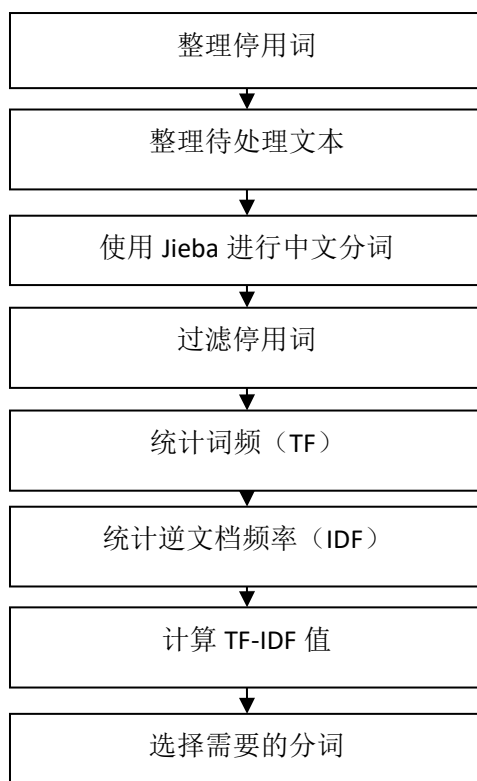 整理停用词
整理待处理文本
使用 Jieba 进行中文分词
过滤停用词
统计词频（TF）
统计逆文档频率（IDF）
计算 TF-IDF 值
选择需要的分词